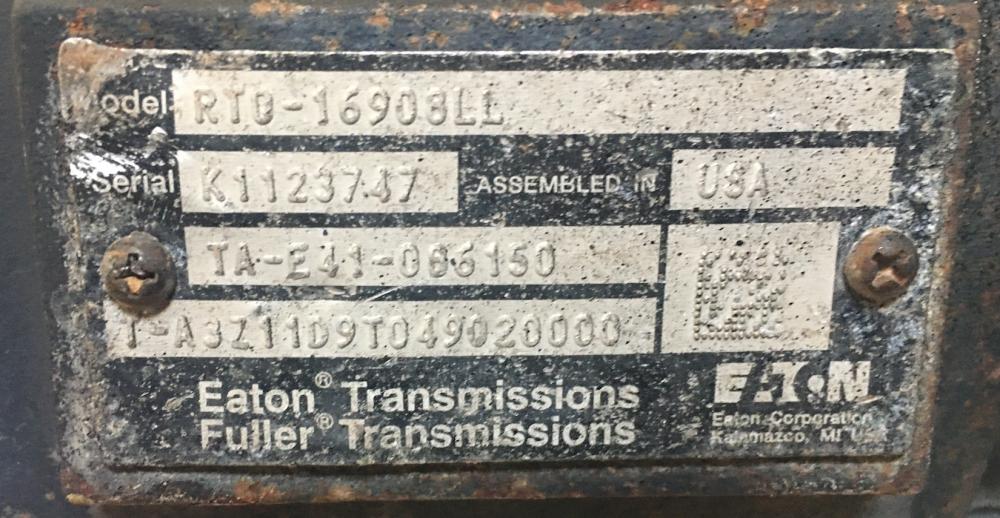 Model RTO-16908LL
Serial K1123747 ASSEMBLED IN USA
TA-E41-086150
T-A3Z11D9T049020000
Eaton® Transmissions
Fuller® Transmissions
EATON
Eaton Corporation
Kalamazoo, MI USA